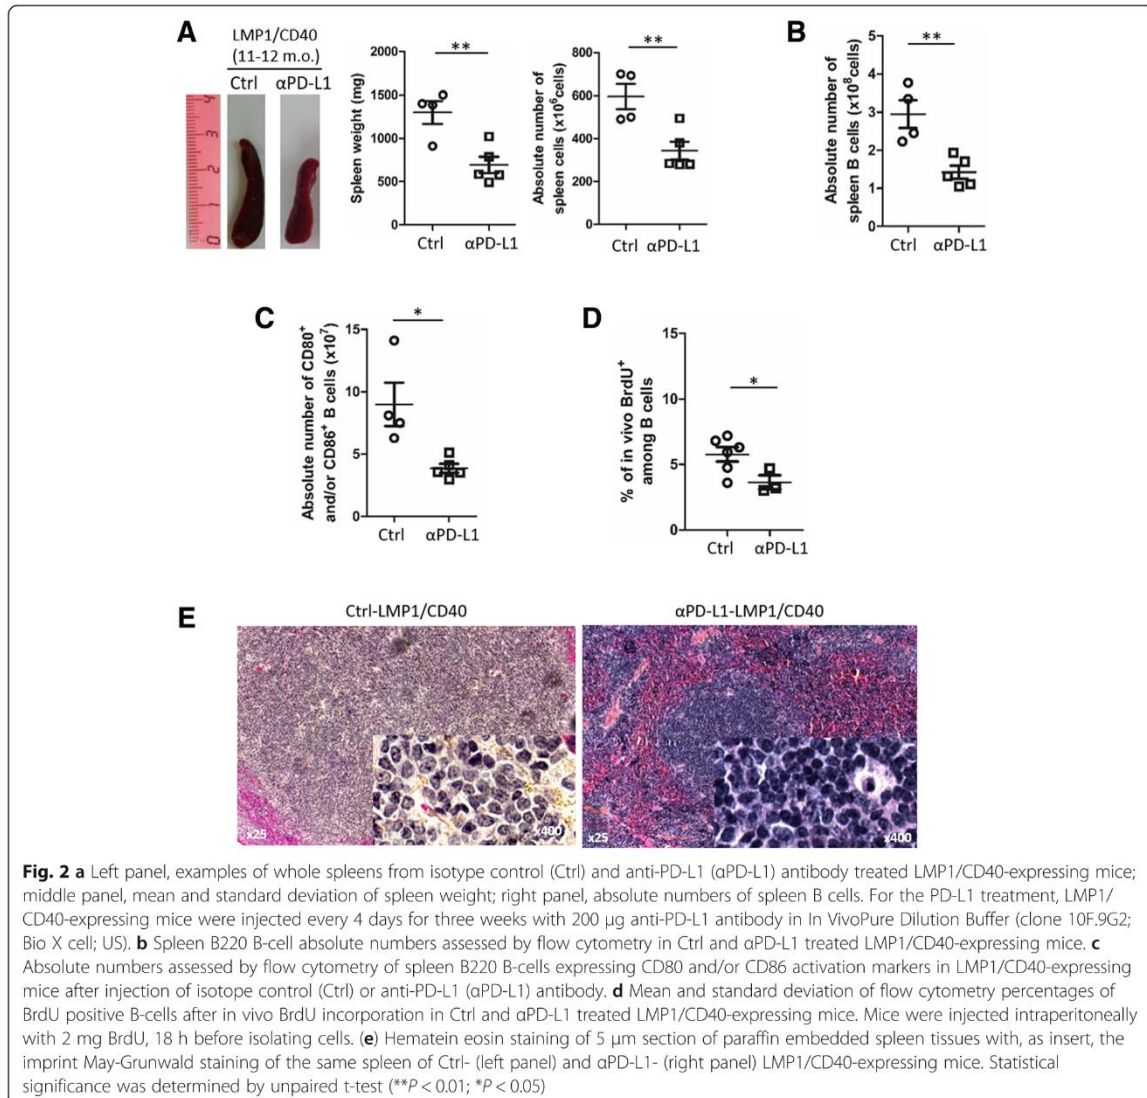 A
LMP1/CD40
(11-12 m.o.)
Ctrl αPD-L1
4
3
2
1
0
Spleen weight (mg)
2000
1500
1000
500
0
**
Ctrl αPD-L1
Absolute number of
spleen cells (x10⁶cells)
800
600
400
200
0
**
Ctrl αPD-L1
B
Absolute number of
spleen B cells (x10⁸cells)
5
4
3
2
1
0
**
Ctrl αPD-L1
C
Absolute number of CD80⁺
and/or CD86⁺ B cells (x10⁷)
15
10
5
0
*
Ctrl αPD-L1
D
% of in vivo BrdU⁺
among B cells
15
10
5
0
*
Ctrl αPD-L1
E
Ctrl-LMP1/CD40
x25
x400
αPD-L1-LMP1/CD40
x25
x400
Fig. 2 a Left panel, examples of whole spleens from isotype control (Ctrl) and anti-PD-L1 (αPD-L1) antibody treated LMP1/CD40-expressing mice;
middle panel, mean and standard deviation of spleen weight; right panel, absolute numbers of spleen B cells. For the PD-L1 treatment, LMP1/
CD40-expressing mice were injected every 4 days for three weeks with 200 μg anti-PD-L1 antibody in In VivoPure Dilution Buffer (clone 10F.9G2;
Bio X cell; US). b Spleen B220 B-cell absolute numbers assessed by flow cytometry in Ctrl and αPD-L1 treated LMP1/CD40-expressing mice. c
Absolute numbers assessed by flow cytometry of spleen B220 B-cells expressing CD80 and/or CD86 activation markers in LMP1/CD40-expressing
mice after injection of isotope control (Ctrl) or anti-PD-L1 (αPD-L1) antibody. d Mean and standard deviation of flow cytometry percentages of
BrdU positive B-cells after in vivo BrdU incorporation in Ctrl and αPD-L1 treated LMP1/CD40-expressing mice. Mice were injected intraperitoneally
with 2 mg BrdU, 18 h before isolating cells. (e) Hematein eosin staining of 5 μm section of paraffin embedded spleen tissues with, as insert, the
imprint May-Grunwald staining of the same spleen of Ctrl- (left panel) and αPD-L1- (right panel) LMP1/CD40-expressing mice. Statistical
significance was determined by unpaired t-test (**P < 0.01; *P < 0.05)